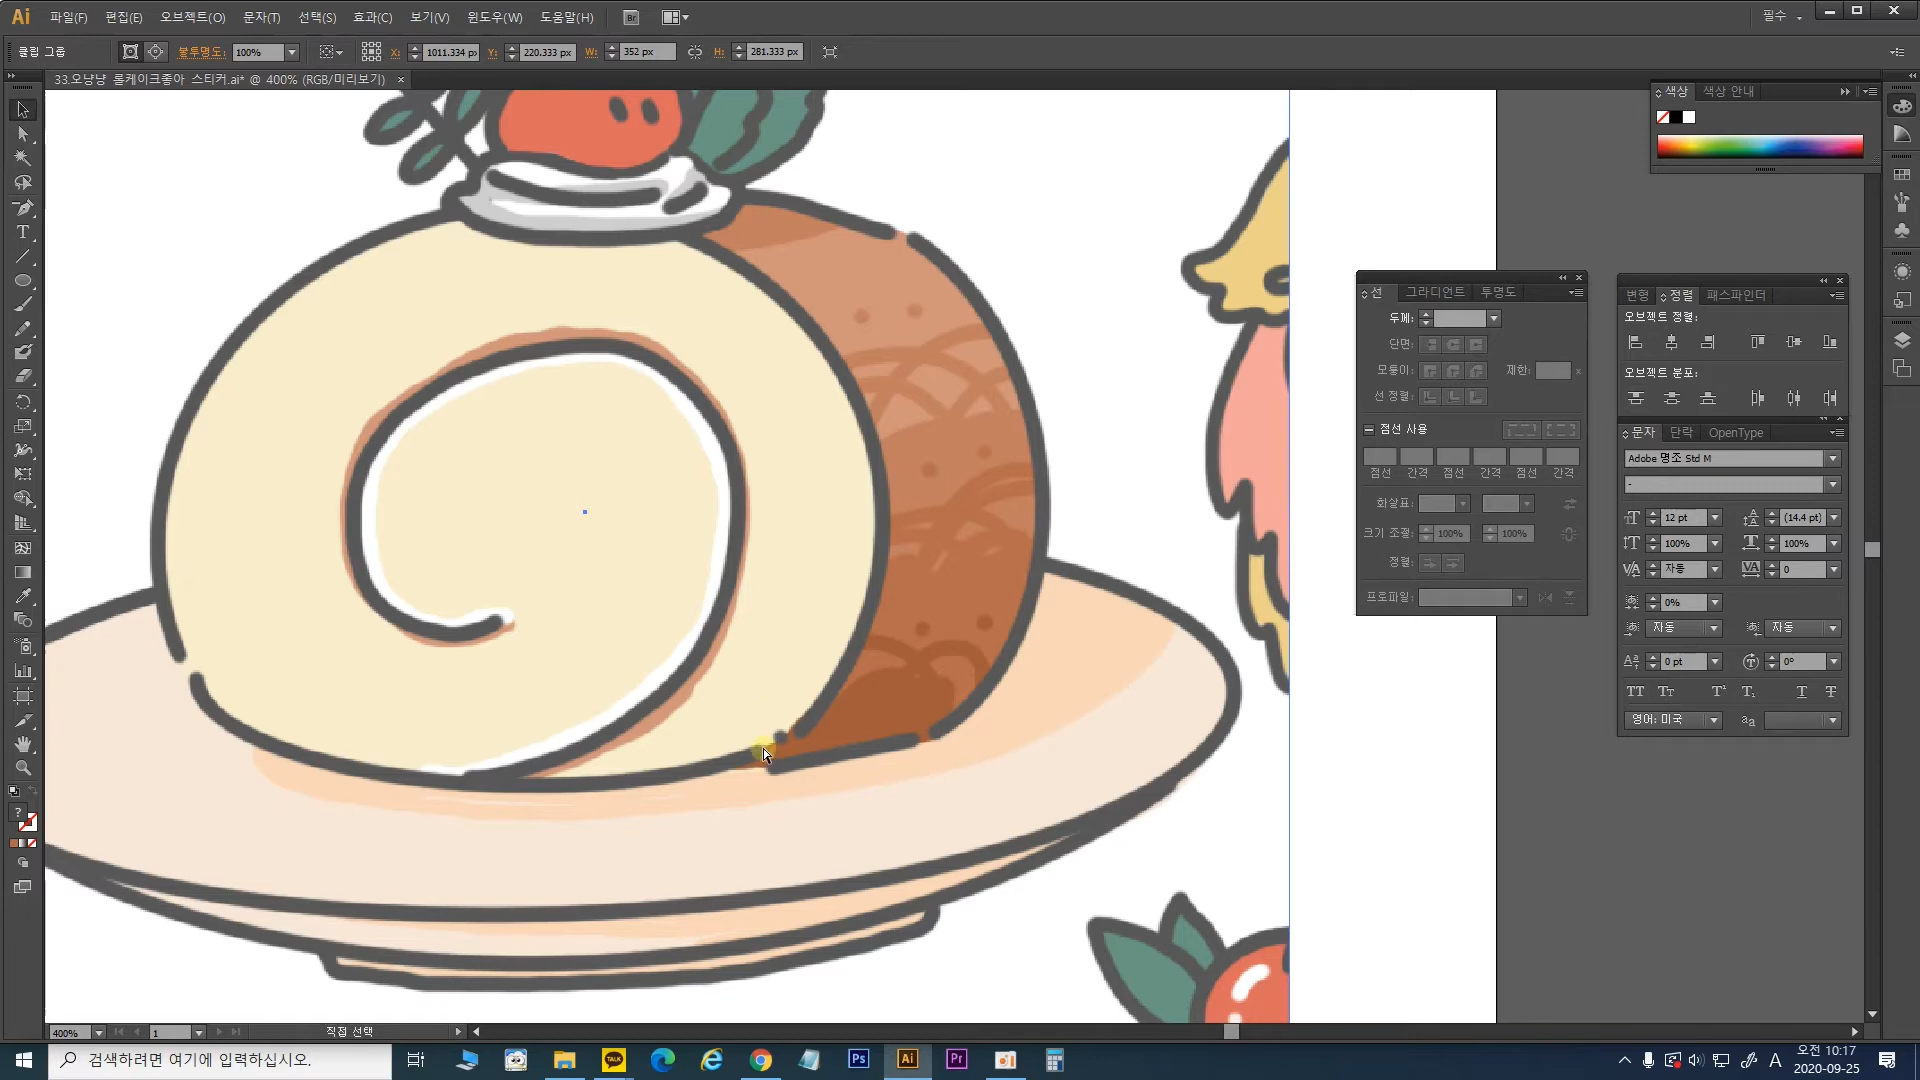 Ai 파일(F) 편집(E) 오브젝트(O) 문자(T) 선택(S) 효과(C) 보기(V) 윈도우(W) 도움말(H) Br 필수
클립 그룹 불투명도: 100% X: 1011.334 px Y: 220.333 px W: 352 px H: 281.333 px
33.오냥냥 롤케이크좋아 스티커.ai* @ 400% (RGB/미리보기)
색상 색상 안내
선 그라디언트 투명도
두께:
단면:
모퉁이: 제한: x
선 정렬:
점선 사용
점선 간격 점선 간격 점선 간격
화살표:
크기 조절: 100% 100%
정렬:
프로파일:
변형 정렬 패스파인더
오브젝트 정렬:
오브젝트 분포:
문자 단락 OpenType
Adobe 명조 Std M
-
12 pt (14.4 pt)
100% 100%
자동 0
0%
자동 자동
0 pt 0°
영어: 미국
400% 1 직접 선택
검색하려면 여기에 입력하십시오.
TALK Ps Ai Pr
A 오전 10:17
2020-09-25